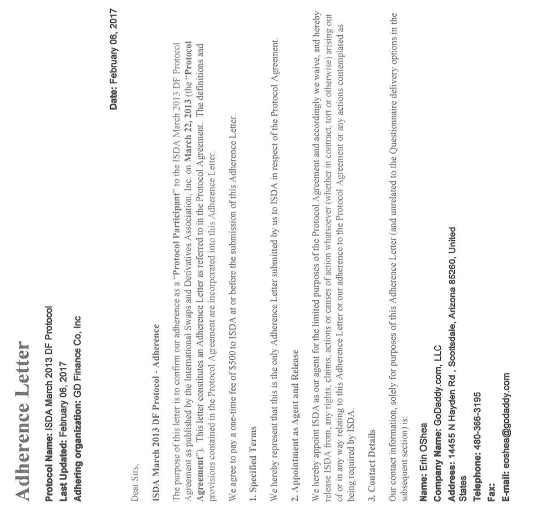 Adherence Letter
Protocol Name: ISDA March 2013 DF Protocol
Last Updated: February 06, 2017
Adhering organization: GD Finance Co, Inc
Date: February 06, 2017
Dear Sirs,
ISDA March 2013 DF Protocol - Adherence
The purpose of this letter is to confirm our adherence as a "Protocol Participant" to the ISDA March 2013 DF Protocol
Agreement as published by the International Swaps and Derivatives Association, Inc. on March 22, 2013 (the "Protocol
Agreement"). This letter constitutes an Adherence Letter as referred to in the Protocol Agreement. The definitions and
provisions contained in the Protocol Agreement are incorporated into this Adherence Letter.
We agree to pay a one-time fee of $500 to ISDA at or before the submission of this Adherence Letter.
1. Specified Terms
We hereby represent that this is the only Adherence Letter submitted by us to ISDA in respect of the Protocol Agreement.
2. Appointment as Agent and Release
We hereby appoint ISDA as our agent for the limited purposes of the Protocol Agreement and accordingly we waive, and hereby
release ISDA from, any rights, claims, actions or causes of action whatsoever (whether in contract, tort or otherwise) arising out
of or in any way relating to this Adherence Letter or our adherence to the Protocol Agreement or any actions contemplated as
being required by ISDA.
3. Contact Details
Our contact information, solely for purposes of this Adherence Letter (and unrelated to the Questionnaire delivery options in the
subsequent section) is:
Name: Erin OShea
Company Name: GoDaddy.com, LLC
Address: 14455 N Hayden Rd , Scottsdale, Arizona 85260, United
States
Telephone: 480-366-3195
Fax:
E-mail: eoshea@godaddy.com